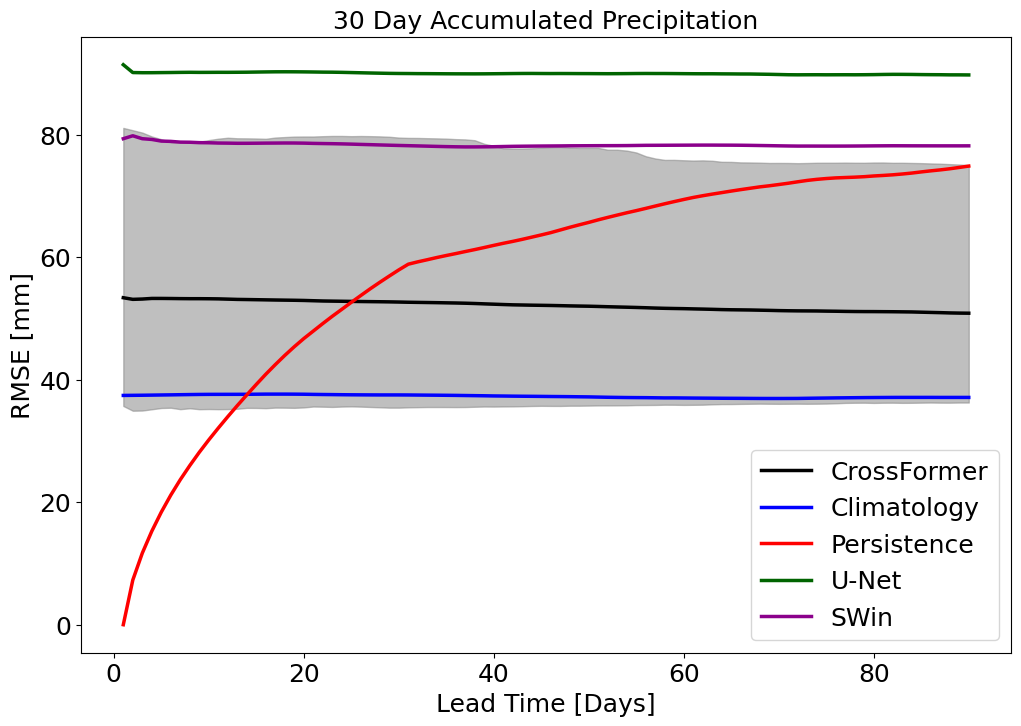 30 Day Accumulated Precipitation
RMSE [mm]
80
60
40
20
0
0 20 40 60 80
Lead Time [Days]
CrossFormer
Climatology
Persistence
U-Net
SWin